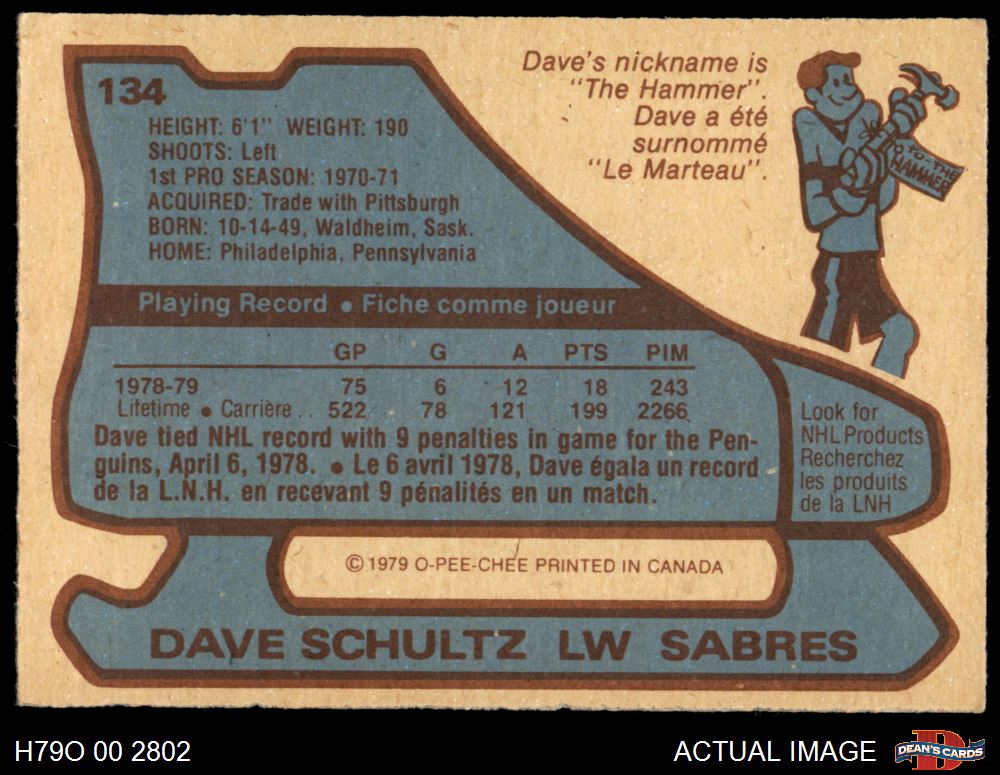 134
HEIGHT: 6'1" WEIGHT: 190
SHOOTS: Left
1st PRO SEASON: 1970-71
ACQUIRED: Trade with Pittsburgh
BORN: 10-14-49, Waldheim, Sask.
HOME: Philadelphia, Pennsylvania
Dave's nickname is
"The Hammer".
Dave a été
surnommé
"Le Marteau".
TO-THE-
HAMMER
Playing Record • Fiche comme joueur
GP G A PTS PIM
1978-79 75 6 12 18 243
Lifetime • Carrière .. 522 78 121 199 2266
Dave tied NHL record with 9 penalties in game for the Pen-
guins, April 6, 1978. • Le 6 avril 1978, Dave égala un record
de la L.N.H. en recevant 9 pénalités en un match.
Look for
NHL Products
Recherchez
les produits
de la LNH
© 1979 O-PEE-CHEE PRINTED IN CANADA
DAVE SCHULTZ LW SABRES
H79O 00 2802
ACTUAL IMAGE
D
DEAN'S CARDS